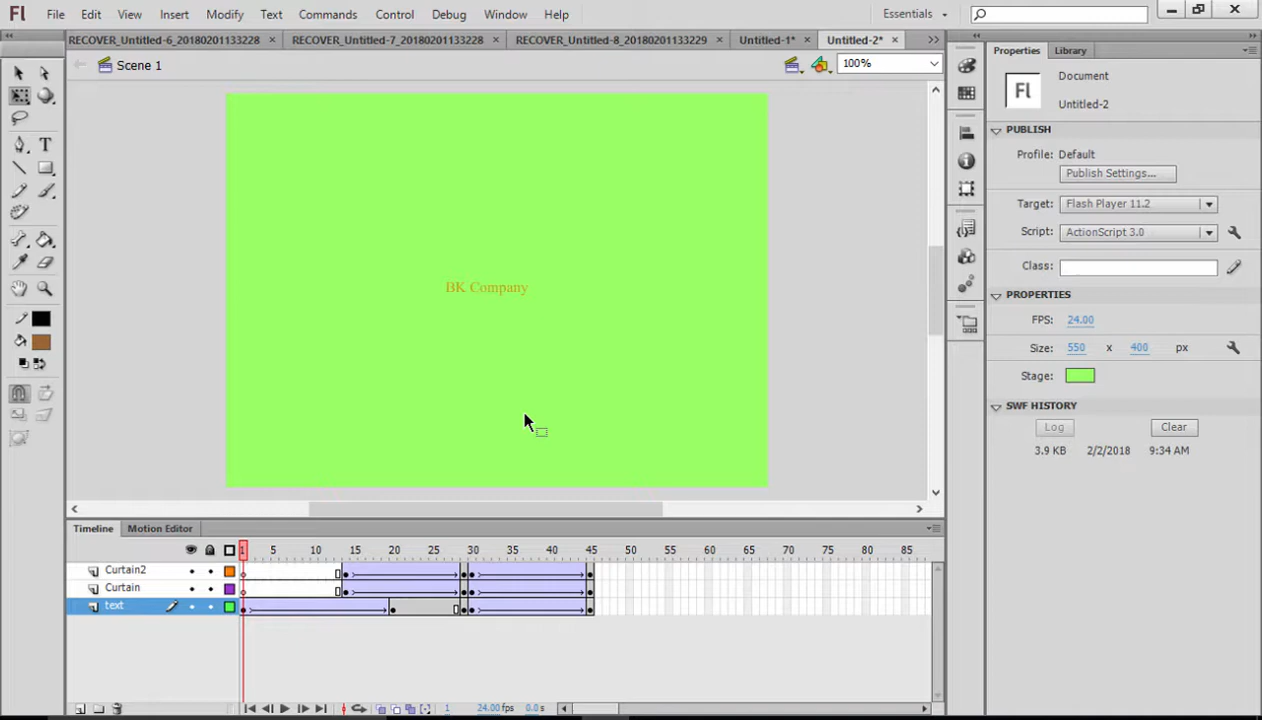 Fl File Edit View Insert Modify Text Commands Control Debug Window Help Essentials
RECOVER_Untitled-6_20180201133228 × RECOVER_Untitled-7_20180201133228 × RECOVER_Untitled-8_20180201133229 × Untitled-1* × Untitled-2* ×
Scene 1 100%
BK Company
Properties Library
Fl Document
Untitled-2
PUBLISH
Profile: Default
Publish Settings...
Target: Flash Player 11.2
Script: ActionScript 3.0
Class:
PROPERTIES
FPS: 24.00
Size: 550 x 400 px
Stage:
SWF HISTORY
Log Clear
3.9 KB 2/2/2018 9:34 AM
Timeline Motion Editor
1 5 10 15 20 25 30 35 40 45 50 55 60 65 70 75 80 85
Curtain2
Curtain
text
1 24.00fps 0.0s